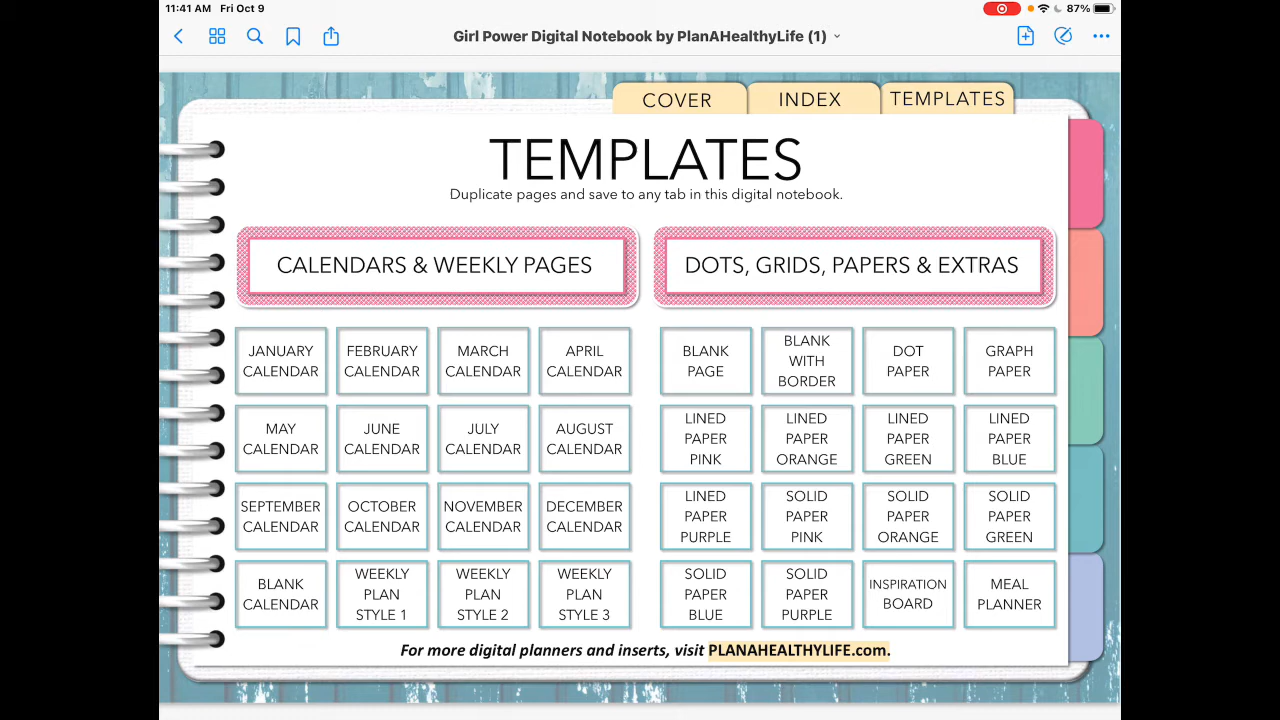 11:41 AM Fri Oct 9
87%
Girl Power Digital Notebook by PlanAHealthyLife (1)
COVER
INDEX
TEMPLATES
TEMPLATES
Duplicate pages and save to any tab in this digital notebook.
CALENDARS & WEEKLY PAGES
JANUARY
CALENDAR
FEBRUARY
CALENDAR
MARCH
CALENDAR
APRIL
CALENDAR
MAY
CALENDAR
JUNE
CALENDAR
JULY
CALENDAR
AUGUST
CALENDAR
SEPTEMBER
CALENDAR
OCTOBER
CALENDAR
NOVEMBER
CALENDAR
DECEMBER
CALENDAR
BLANK
CALENDAR
WEEKLY
PLAN
STYLE 1
WEEKLY
PLAN
STYLE 2
WEEKLY
PLAN
STYLE 3
DOTS, GRIDS, PAPERS & EXTRAS
BLANK
PAGE
BLANK
WITH
BORDER
DOT
PAPER
GRAPH
PAPER
LINED
PAPER
PINK
LINED
PAPER
ORANGE
LINED
PAPER
GREEN
LINED
PAPER
BLUE
LINED
PAPER
PURPLE
SOLID
PAPER
PINK
SOLID
PAPER
ORANGE
SOLID
PAPER
GREEN
SOLID
PAPER
BLUE
SOLID
PAPER
PURPLE
INSPIRATION
BOARD
MEAL
PLANNER
For more digital planners and inserts, visit PLANAHEALTHYLIFE.com.